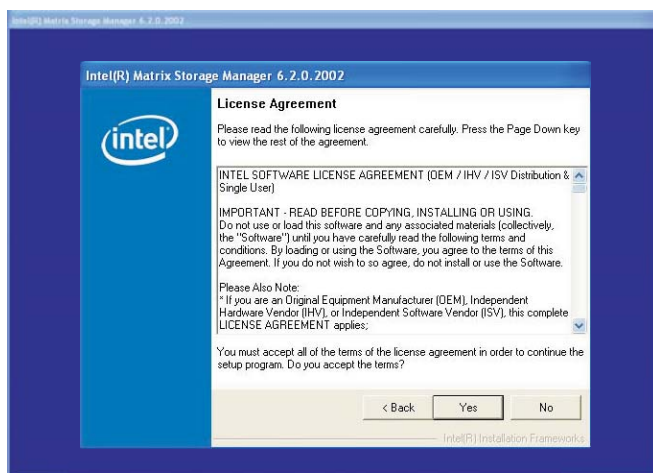 Intel(R) Matrix Storage Manager 6.2.0.2002
Intel(R) Matrix Storage Manager 6.2.0.2002
intel
License Agreement
Please read the following license agreement carefully. Press the Page Down key
to view the rest of the agreement.
INTEL SOFTWARE LICENSE AGREEMENT (OEM / IHV / ISV Distribution &
Single User)
IMPORTANT - READ BEFORE COPYING, INSTALLING OR USING.
Do not use or load this software and any associated materials (collectively,
the "Software") until you have carefully read the following terms and
conditions. By loading or using the Software, you agree to the terms of this
Agreement. If you do not wish to so agree, do not install or use the Software.
Please Also Note:
* If you are an Original Equipment Manufacturer (OEM), Independent
Hardware Vendor (IHV), or Independent Software Vendor (ISV), this complete
LICENSE AGREEMENT applies;
You must accept all of the terms of the license agreement in order to continue the
setup program. Do you accept the terms?
< Back Yes No
Intel(R) Installation Frameworks